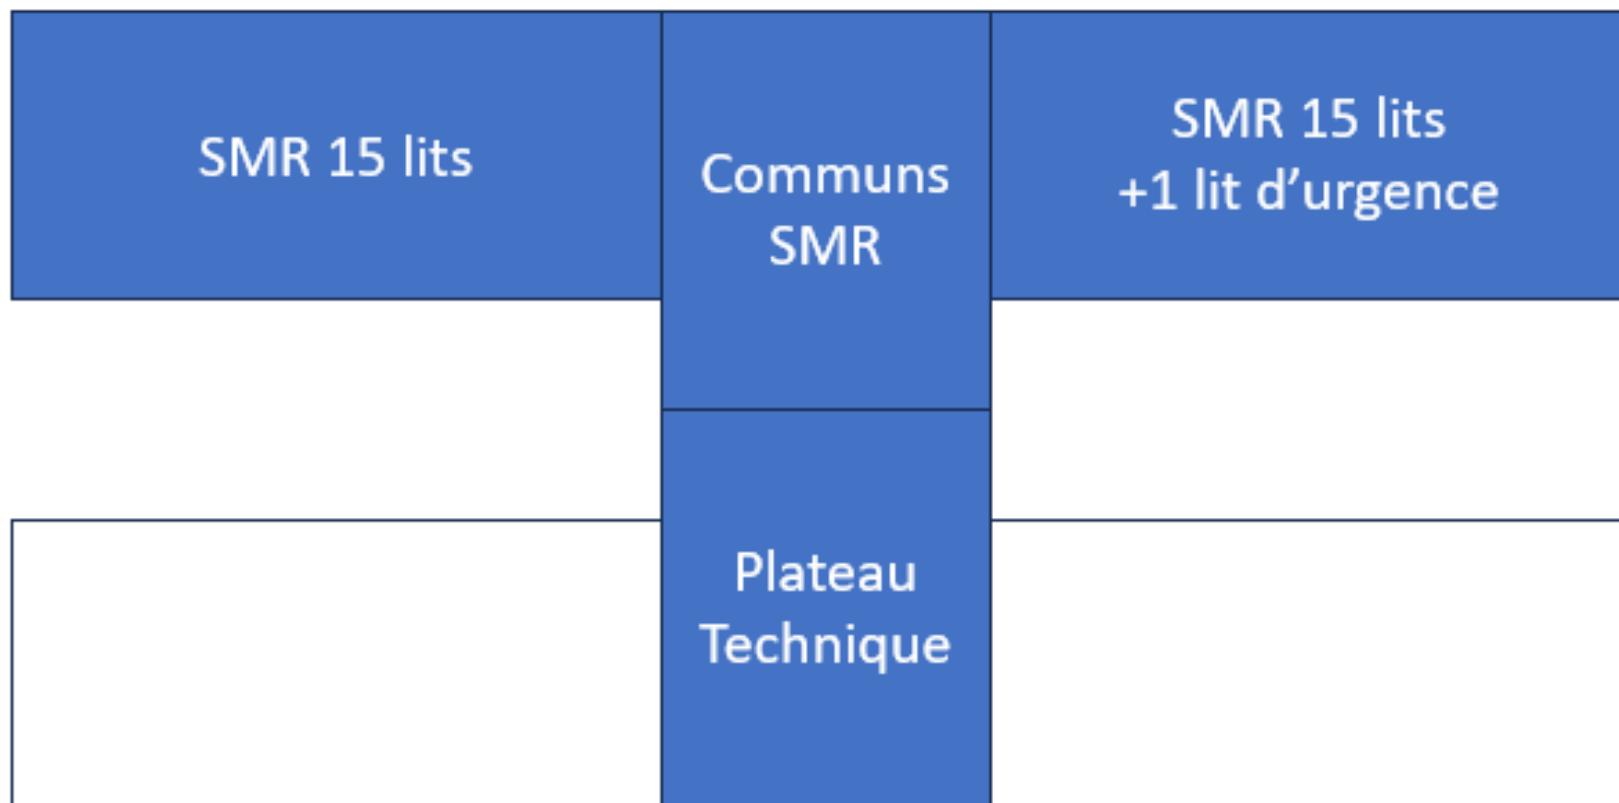 SMR 15 lits
Communs
SMR
SMR 15 lits
+1 lit d’urgence
Plateau
Technique